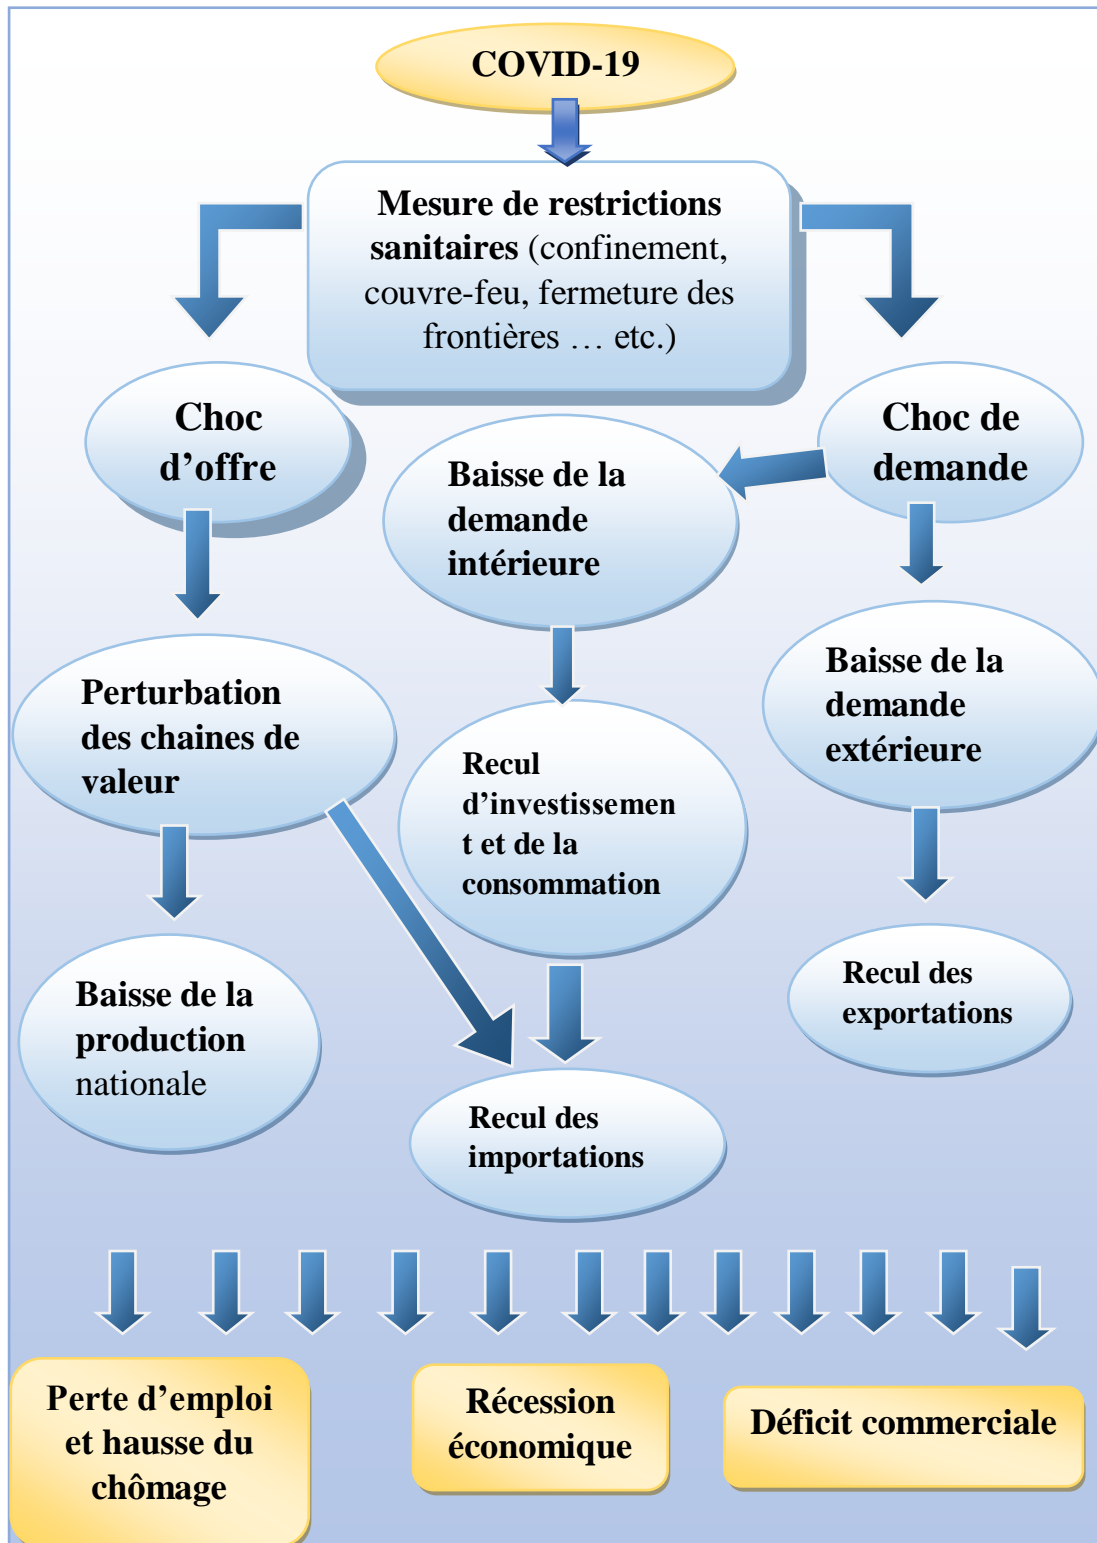 COVID-19
Mesure de restrictions
sanitaires (confinement,
couvre-feu, fermeture des
frontières … etc.)
Choc
d’offre
Choc de
demande
Baisse de la
demande
intérieure
Perturbation
des chaines de
valeur
Baisse de la
demande
extérieure
Recul
d’investissemen
t et de la
consommation
Baisse de la
production
nationale
Recul des
exportations
Recul des
importations
Perte d’emploi
et hausse du
chômage
Récession
économique
Déficit commerciale